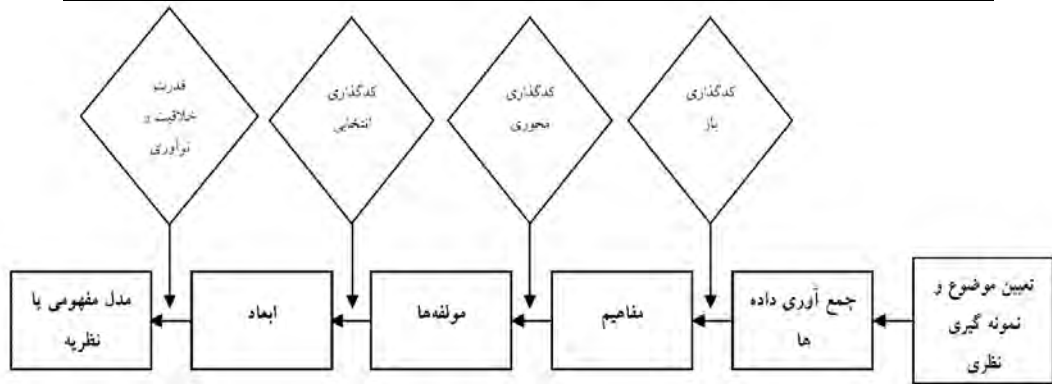 کدگذاری
باز
کدگذاری
محوری
کدگذاری
انتخابی
قدرت
خلاقیت و
نوآوری
تعیین موضوع و
نمونه گیری
نظری
جمع آوری داده
ها
مفاهیم
مولفه‌ها
ابعاد
مدل مفهومی یا
نظریه